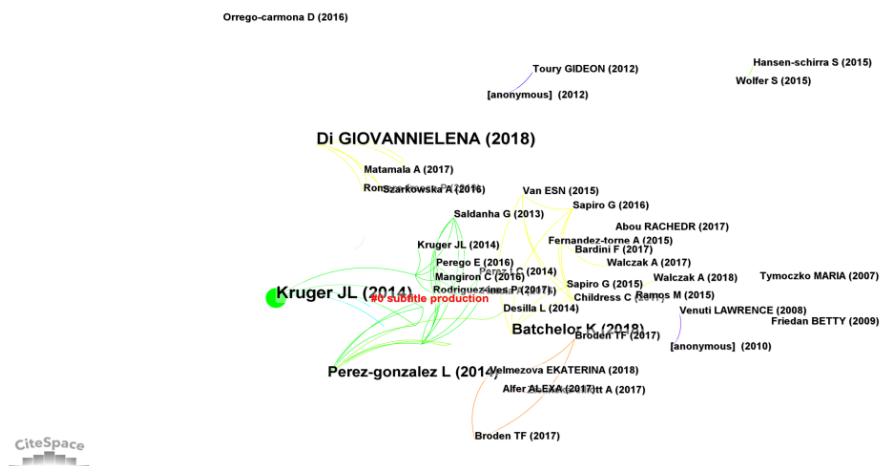 Orrego-carmona D (2016)
Hansen-schirra S (2015)
Toury GIDEON (2012)
Wolfer S (2015)
[anonymous] (2012)
Di GIOVANNIELENA (2018)
Matamala A (2017)
Szarkowska A (2016)
Van ESN (2015)
Sapiro G (2016)
Saldanha G (2013)
Abou RACHEDR (2017)
Fernandez-torne A (2015)
Kruger JL (2014)
Bardini F (2017)
Perego E (2016)
Walczak A (2017)
Perez LC (2014)
Mangiron C (2016)
Tymoczko MARIA (2007)
Walczak A (2018)
Sapiro G (2015)
Rodriguez-ines P (2017)
Kruger JL (2014)
#0 subtitle production
Childress C
Ramos M (2015)
Desilla L (2014)
Venuti LAWRENCE (2008)
Friedan BETTY (2009)
Batchelor K (2018)
Broden TF (2017)
[anonymous] (2010)
Perez-gonzalez L (2014)
Velmezova EKATERINA (2018)
Alfer ALEXA (2017)
A (2017)
Broden TF (2017)
CiteSpace